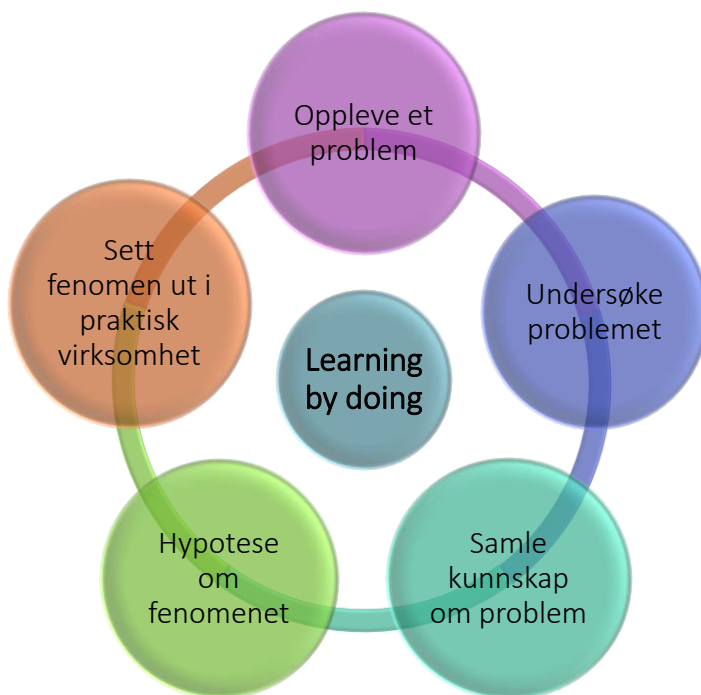 Oppleve et
problem
Undersøke
problemet
Samle
kunnskap
om problem
Hypotese
om
fenomenet
Sett
fenomen ut i
praktisk
virksomhet
Learning
by doing